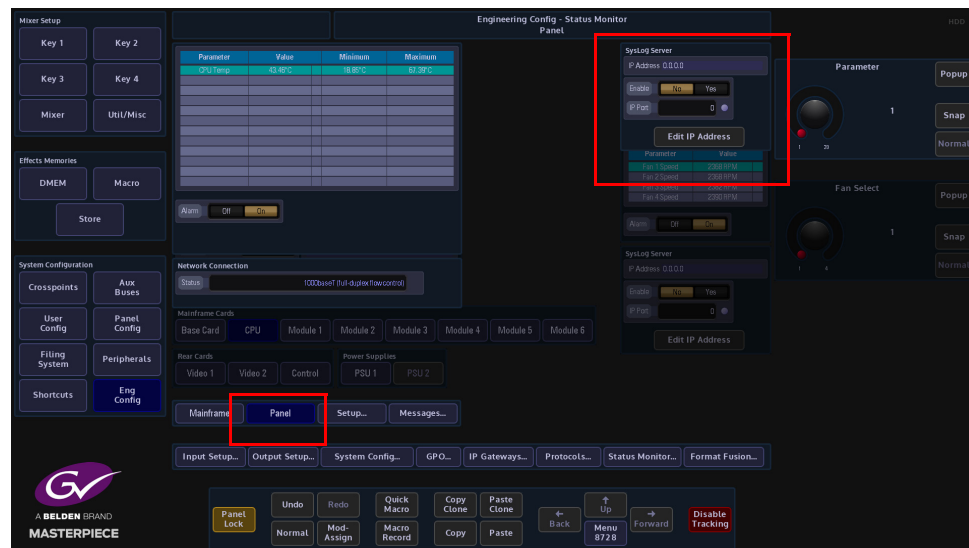 Mixer Setup
Key 1
Key 2
Key 3
Key 4
Mixer
Util/Misc
Effects Memories
DMEM
Macro
Store
System Configuration
Crosspoints
Aux
Buses
User
Config
Panel
Config
Filing
System
Peripherals
Shortcuts
Eng
Config
A BELDEN BRAND
MASTERPIECE
Engineering Config - Status Monitor
Panel
HDD
Parameter Value Minimum Maximum
CPU Temp 43.46°C 18.85°C 67.39°C
Alarm Off On
Network Connection
Status 1000baseT (full-duplex flowcontrol)
Mainframe Cards
Base Card CPU Module 1 Module 2 Module 3 Module 4 Module 5 Module 6
Rear Cards
Video 1 Video 2 Control
Power Supplies
PSU 1 PSU 2
Mainframe Panel Setup... Messages...
Input Setup... Output Setup... System Config... GPO... IP Gateways... Protocols... Status Monitor... Format Fusion...
SysLog Server
IP Address 0.0.0.0
Enable No Yes
IP Port 0
Edit IP Address
Parameter Value
Fan 1 Speed 2368 RPM
Fan 2 Speed
Fan 3 Speed
Fan 4 Speed
Alarm Off On
SysLog Server
IP Address 0.0.0.0
Enable No Yes
IP Port 0
Edit IP Address
Parameter
1
1
Popup
Snap
Normal
Fan Select
1
1
Popup
Snap
Normal
Panel
Lock
Undo
Redo
Normal
Mod-
Assign
Quick
Macro
Macro
Record
Copy
Clone
Paste
Clone
Copy
Paste
←
Back
↑
Up
Menu
8728
→
Forward
Disable
Tracking